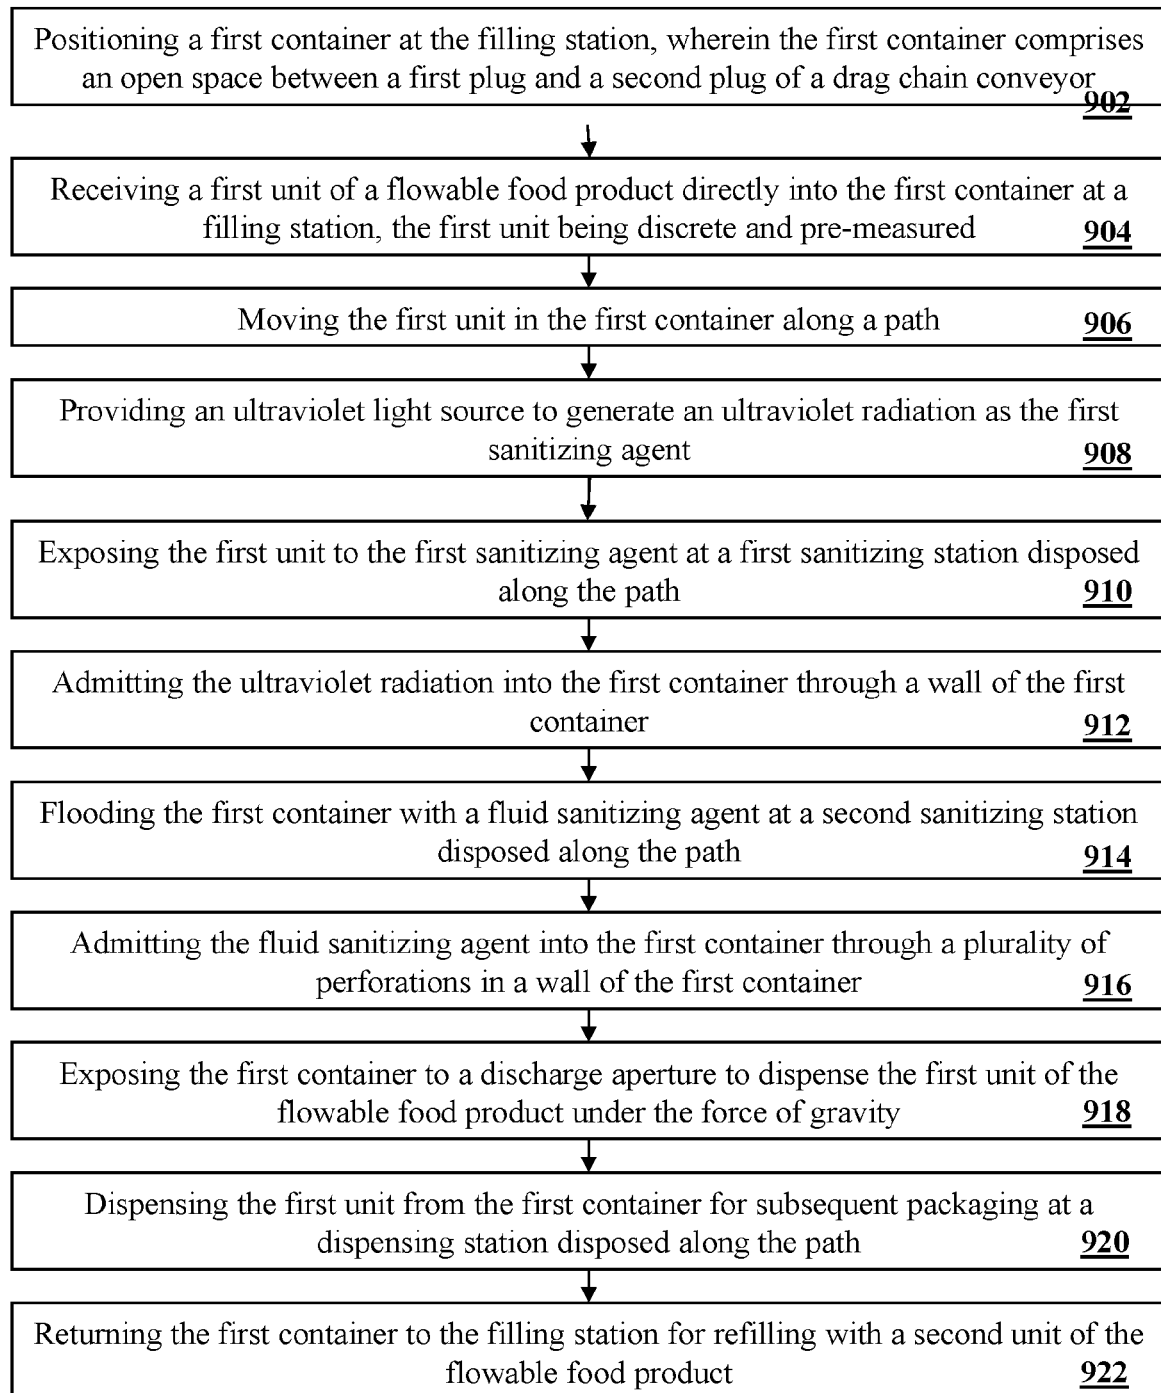 Positioning a first container at the filling station, wherein the first container comprises
an open space between a first plug and a second plug of a drag chain conveyor
902
Receiving a first unit of a flowable food product directly into the first container at a
filling station, the first unit being discrete and pre-measured
904
Moving the first unit in the first container along a path
906
Providing an ultraviolet light source to generate an ultraviolet radiation as the first
sanitizing agent
908
Exposing the first unit to the first sanitizing agent at a first sanitizing station disposed
along the path
910
Admitting the ultraviolet radiation into the first container through a wall of the first
container
912
Flooding the first container with a fluid sanitizing agent at a second sanitizing station
disposed along the path
914
Admitting the fluid sanitizing agent into the first container through a plurality of
perforations in a wall of the first container
916
Exposing the first container to a discharge aperture to dispense the first unit of the
flowable food product under the force of gravity
918
Dispensing the first unit from the first container for subsequent packaging at a
dispensing station disposed along the path
920
Returning the first container to the filling station for refilling with a second unit of the
flowable food product
922